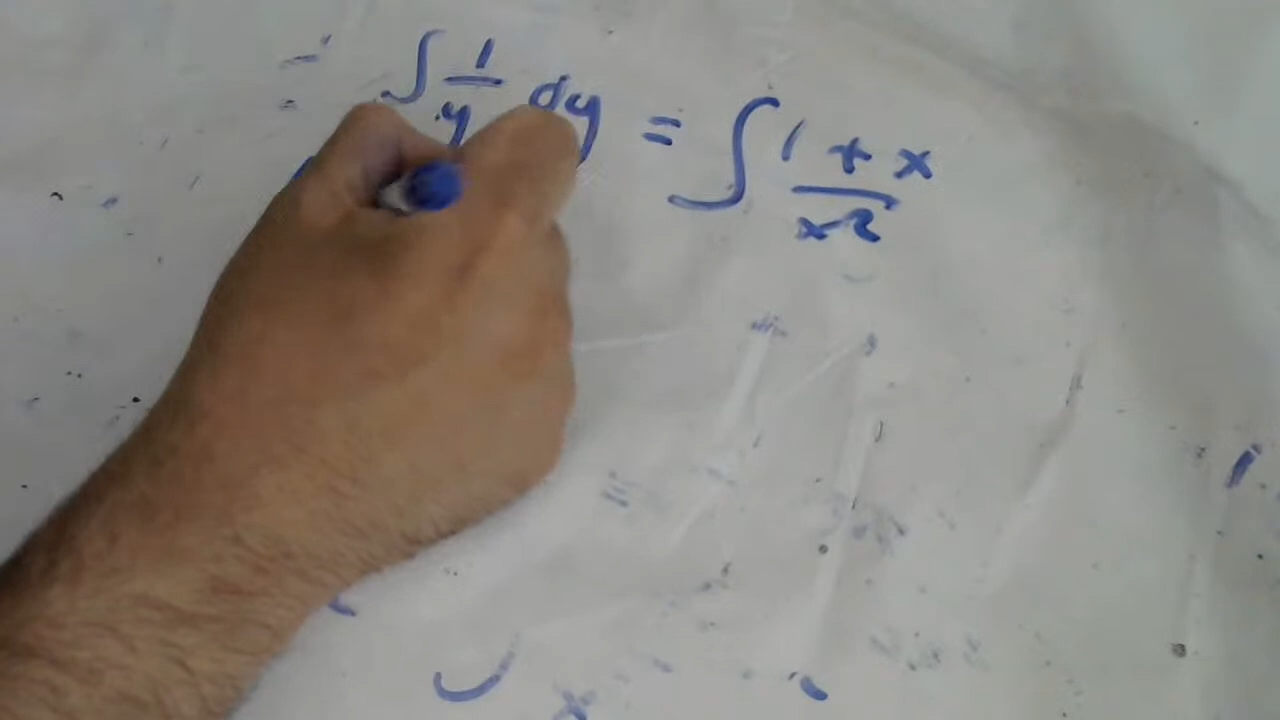 ∫ 1/y dy = ∫ 1 + x / x2